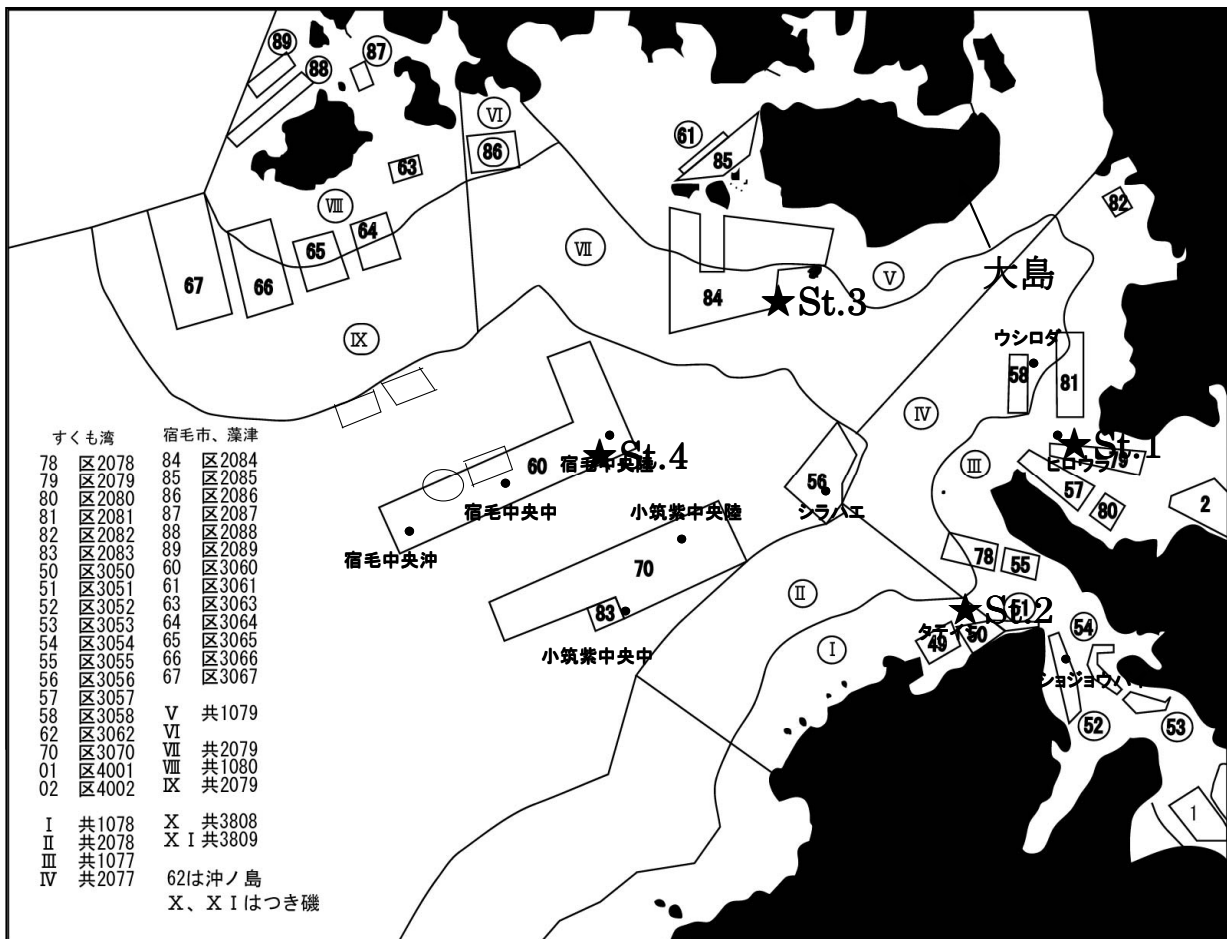 89
88
87
Ⅵ
61
86
85
63
82
Ⅷ
64
65
Ⅶ
67
66
84
Ⅴ
大島
★St.3
Ⅸ
ウシロダ
58
81
Ⅳ
★St.1
ヒロウラ
79
Ⅲ
★St.4
60
宿毛中央陸
56
57
80
2
宿毛中央中
小筑紫中央陸
シラハエ
宿毛中央沖
70
78
55
Ⅱ
83
★St.2
51
50
49
54
Ⅰ
小筑紫中央中
52
53
1
すくも湾
78 区2078
79 区2079
80 区2080
81 区2081
82 区2082
83 区2083
50 区3050
51 区3051
52 区3052
53 区3053
54 区3054
55 区3055
56 区3056
57 区3057
58 区3058
62 区3062
70 区3070
01 区4001
02 区4002
Ⅰ 共1078
Ⅱ 共2078
Ⅲ 共1077
Ⅳ 共2077
宿毛市、藻津
84 区2084
85 区2085
86 区2086
87 区2087
88 区2088
89 区2089
60 区3060
61 区3061
63 区3063
64 区3064
65 区3065
66 区3066
67 区3067
Ⅴ 共1079
Ⅵ
Ⅶ 共2079
Ⅷ 共1080
Ⅸ 共2079
Ⅹ 共3808
ⅩⅠ共3809
62は沖ノ島
Ⅹ、ⅩⅠはつき磯